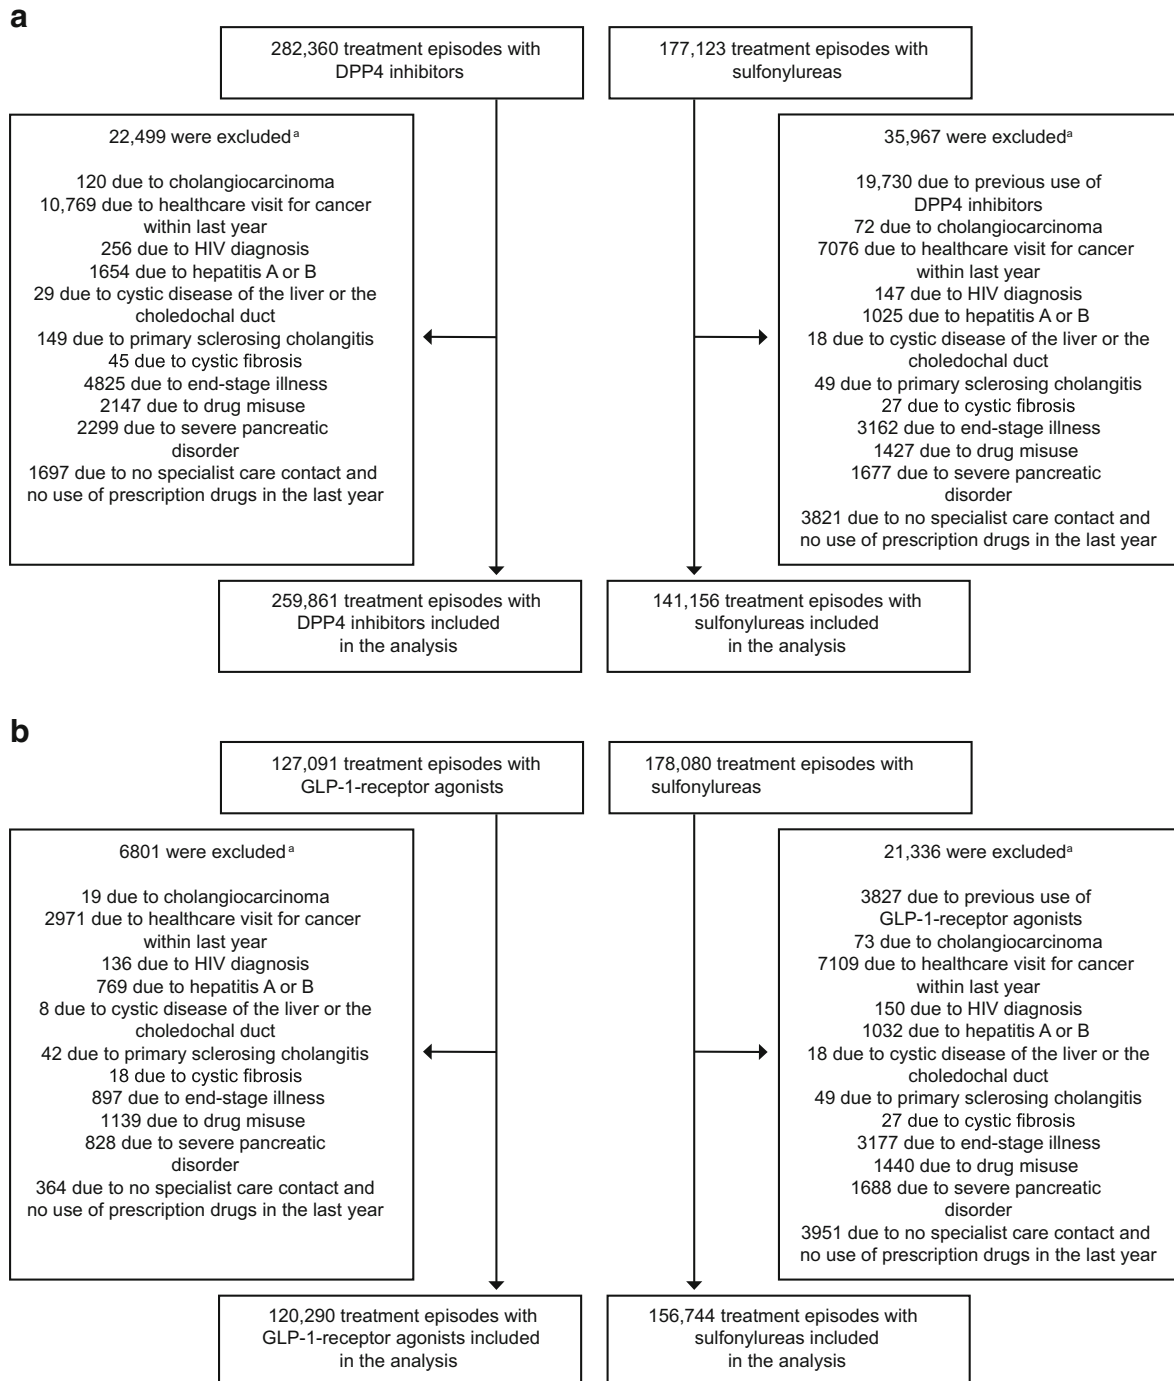 a
282,360 treatment episodes with
DPP4 inhibitors
177,123 treatment episodes with
sulfonylureas
22,499 were excludedᵃ
120 due to cholangiocarcinoma
10,769 due to healthcare visit for cancer
within last year
256 due to HIV diagnosis
1654 due to hepatitis A or B
29 due to cystic disease of the liver or the
choledochal duct
149 due to primary sclerosing cholangitis
45 due to cystic fibrosis
4825 due to end-stage illness
2147 due to drug misuse
2299 due to severe pancreatic
disorder
1697 due to no specialist care contact and
no use of prescription drugs in the last year
35,967 were excludedᵃ
19,730 due to previous use of
DPP4 inhibitors
72 due to cholangiocarcinoma
7076 due to healthcare visit for cancer
within last year
147 due to HIV diagnosis
1025 due to hepatitis A or B
18 due to cystic disease of the liver or the
choledochal duct
49 due to primary sclerosing cholangitis
27 due to cystic fibrosis
3162 due to end-stage illness
1427 due to drug misuse
1677 due to severe pancreatic
disorder
3821 due to no specialist care contact and
no use of prescription drugs in the last year
259,861 treatment episodes with
DPP4 inhibitors included
in the analysis
141,156 treatment episodes with
sulfonylureas included
in the analysis
b
127,091 treatment episodes with
GLP-1-receptor agonists
178,080 treatment episodes with
sulfonylureas
6801 were excludedᵃ
19 due to cholangiocarcinoma
2971 due to healthcare visit for cancer
within last year
136 due to HIV diagnosis
769 due to hepatitis A or B
8 due to cystic disease of the liver or the
choledochal duct
42 due to primary sclerosing cholangitis
18 due to cystic fibrosis
897 due to end-stage illness
1139 due to drug misuse
828 due to severe pancreatic
disorder
364 due to no specialist care contact and
no use of prescription drugs in the last year
21,336 were excludedᵃ
3827 due to previous use of
GLP-1-receptor agonists
73 due to cholangiocarcinoma
7109 due to healthcare visit for cancer
within last year
150 due to HIV diagnosis
1032 due to hepatitis A or B
18 due to cystic disease of the liver or the
choledochal duct
49 due to primary sclerosing cholangitis
27 due to cystic fibrosis
3177 due to end-stage illness
1440 due to drug misuse
1688 due to severe pancreatic
disorder
3951 due to no specialist care contact and
no use of prescription drugs in the last year
120,290 treatment episodes with
GLP-1-receptor agonists included
in the analysis
156,744 treatment episodes with
sulfonylureas included
in the analysis